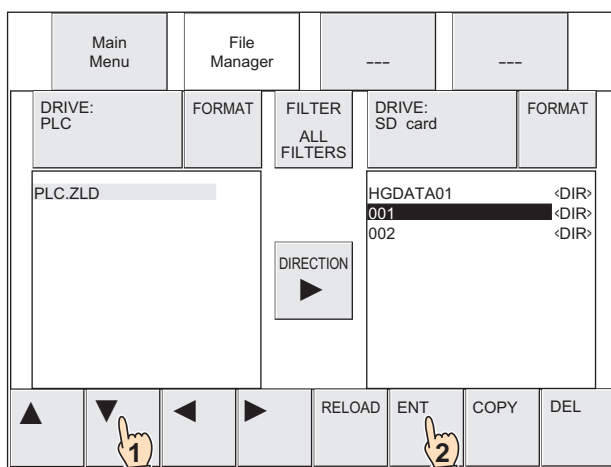 Main
Menu
File
Manager
---
---
DRIVE:
PLC
FORMAT
FILTER
ALL
FILTERS
DRIVE:
SD card
FORMAT
PLC.ZLD
HGDATA01 <DIR>
001 <DIR>
002 <DIR>
DIRECTION
RELOAD
ENT
COPY
DEL
1
2